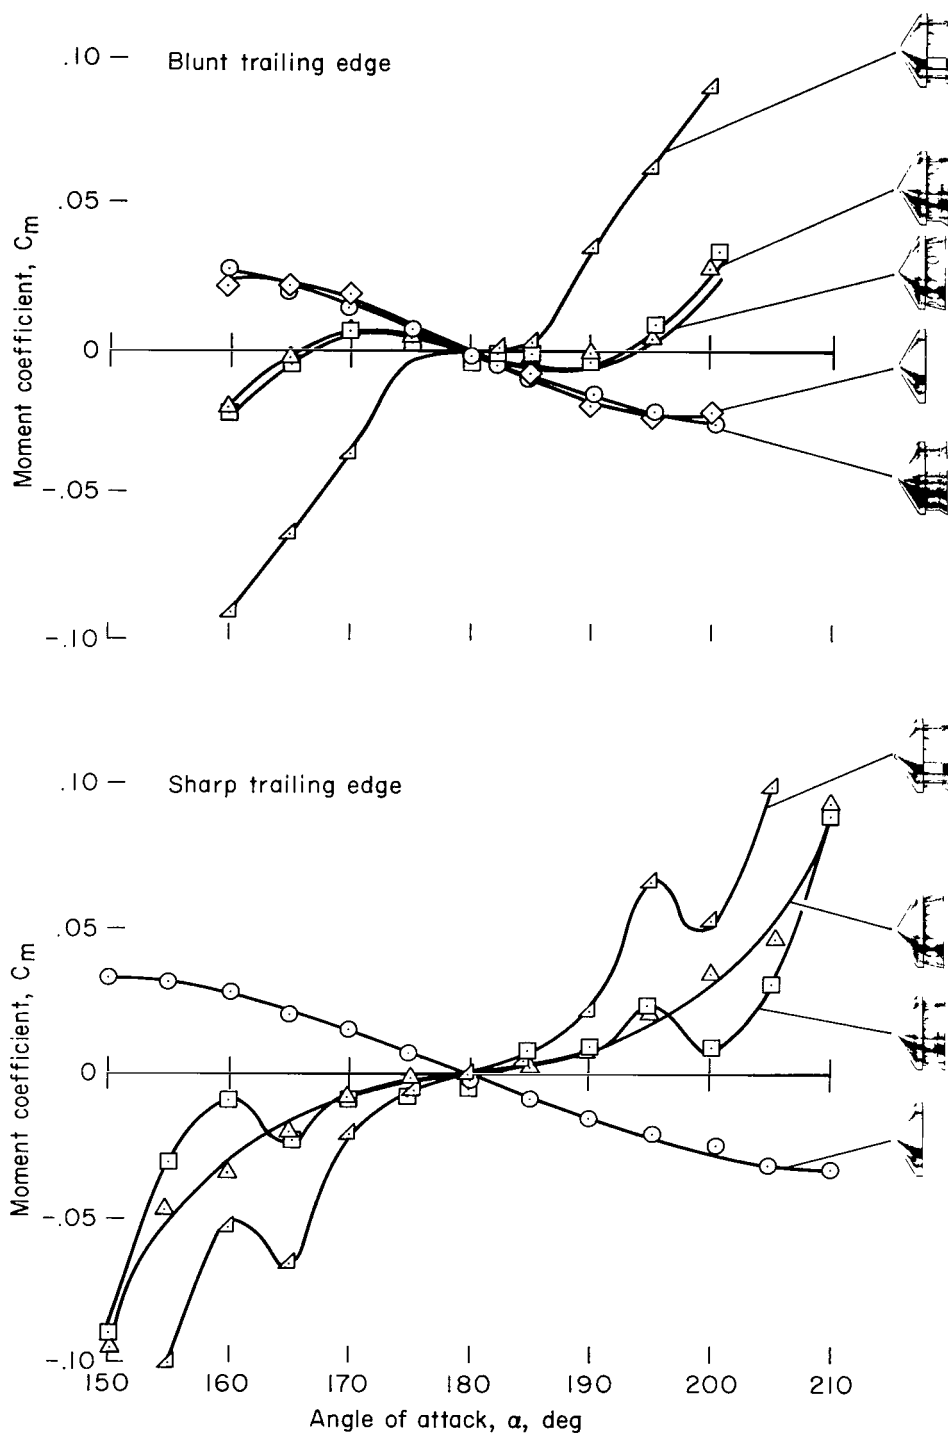 .10
Blunt trailing edge
.05
Moment coefficient, Cm
0
-.05
-.10
.10
Sharp trailing edge
.05
Moment coefficient, Cm
0
-.05
-.10
150 160 170 180 190 200 210
Angle of attack, α, deg